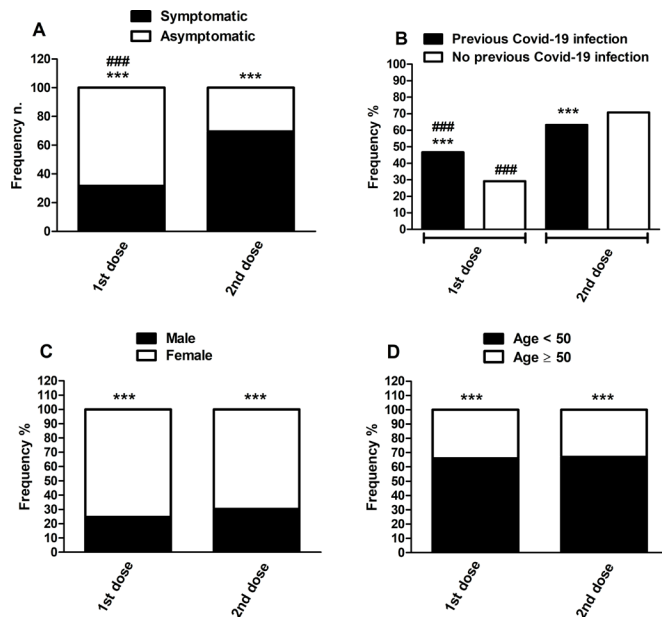 A
Symptomatic
Asymptomatic
Frequency n.
120
100
80
60
40
20
0
###
***
***
1st dose
2nd dose
B
Previous Covid-19 infection
No previous Covid-19 infection
Frequency %
100
90
80
70
60
50
40
30
20
10
0
###
***
###
***
1st dose
2nd dose
C
Male
Female
Frequency %
120
110
100
90
80
70
60
50
40
30
20
10
0
***
***
1st dose
2nd dose
D
Age < 50
Age ≥ 50
Frequency %
120
110
100
90
80
70
60
50
40
30
20
10
0
***
***
1st dose
2nd dose